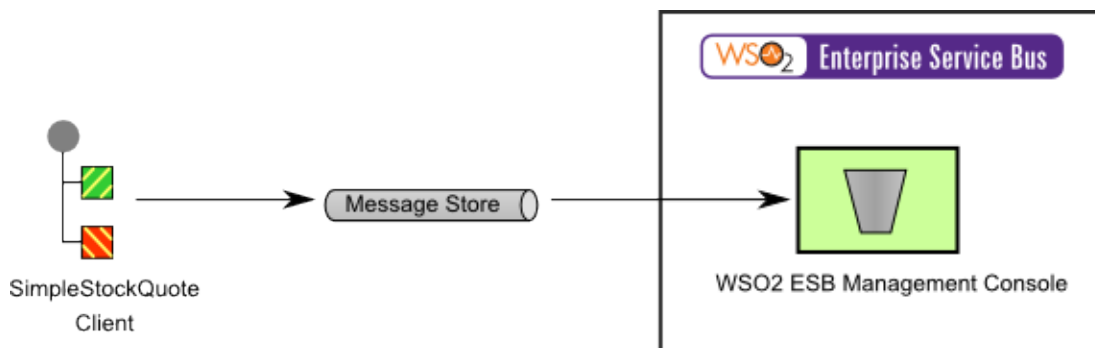 WSO2 Enterprise Service Bus
Message Store
SimpleStockQuote
Client
WSO2 ESB Management Console